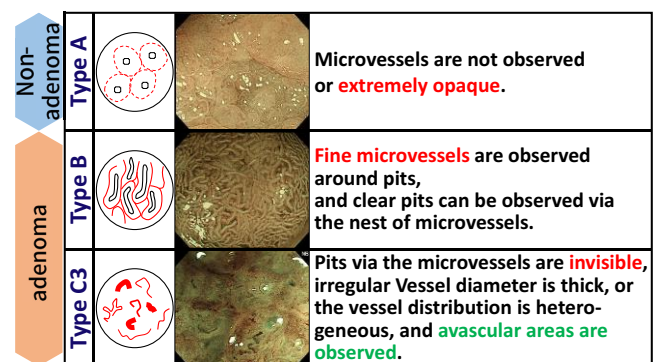 Non-
adenoma
Type A
Microvessels are not observed
or extremely opaque.
adenoma
Type B
Fine microvessels are observed
around pits,
and clear pits can be observed via
the nest of microvessels.
Type C3
Pits via the microvessels are invisible,
irregular Vessel diameter is thick, or
the vessel distribution is hetero-
geneous, and avascular areas are
observed.